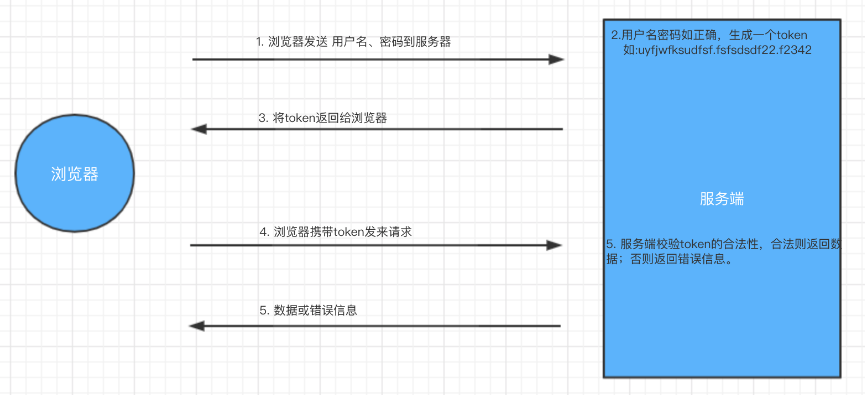 1. 浏览器发送 用户名、密码到服务器
2.用户名密码如正确，生成一个token
如:uyfjwfksudfsf.fsfsdsdf22.f2342
3. 将token返回给浏览器
浏览器
服务端
4. 浏览器携带token发来请求
5. 服务端校验token的合法性，合法则返回数
据；否则返回错误信息。
5. 数据或错误信息